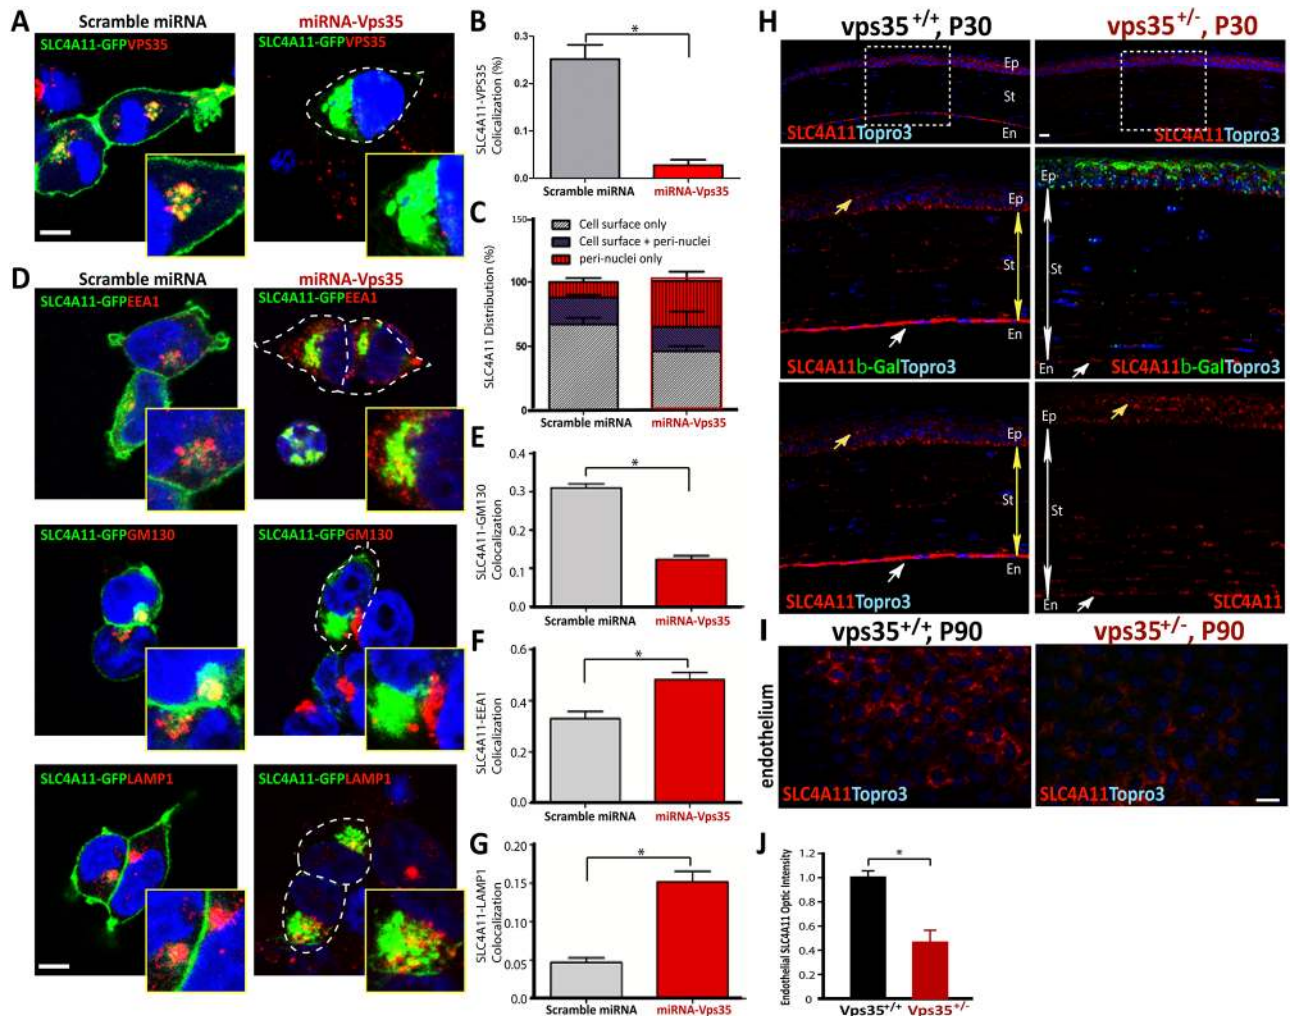 A
Scramble miRNA
miRNA-Vps35
SLC4A11-GFPVPS35
SLC4A11-GFPVPS35
B
SLC4A11-VPS35
Colicalization (%)
0.3
0.2
0.1
0.0
*
Scramble miRNA
miRNA-Vps35
C
SLC4A11 Distribution (%)
150
100
50
0
Cell surface only
Cell surface + peri-nuclei
peri-nuclei only
Scramble miRNA
miRNA-Vps35
D
Scramble miRNA
miRNA-Vps35
SLC4A11-GFPEEA1
SLC4A11-GFPEEA1
SLC4A11-GFPGM130
SLC4A11-GFPGM130
SLC4A11-GFPLAMP1
SLC4A11-GFPLAMP1
E
SLC4A11-GM130
Colocalization
0.4
0.3
0.2
0.1
0.0
*
Scramble miRNA
miRNA-Vps35
F
SLC4A11-EEA1
Colicalization
0.6
0.4
0.2
0.0
*
Scramble miRNA
miRNA-Vps35
G
SLC4A11-LAMP1
Colocalization
0.20
0.15
0.10
0.05
0.0
*
Scramble miRNA
miRNA-Vps35
H
vps35+/+, P30
vps35+/-, P30
Ep
St
En
SLC4A11Topro3
SLC4A11Topro3
Ep
St
En
SLC4A11b-GalTopro3
Ep
St
En
SLC4A11b-GalTopro3
Ep
St
En
SLC4A11Topro3
Ep
St
En
SLC4A11
I
vps35+/+, P90
vps35+/-, P90
endothelium
SLC4A11Topro3
SLC4A11Topro3
J
Endothelial SLC4A11 Optic Intensity
1.2
1.0
0.8
0.6
0.4
0.2
0
*
Vps35+/+
Vps35+/-